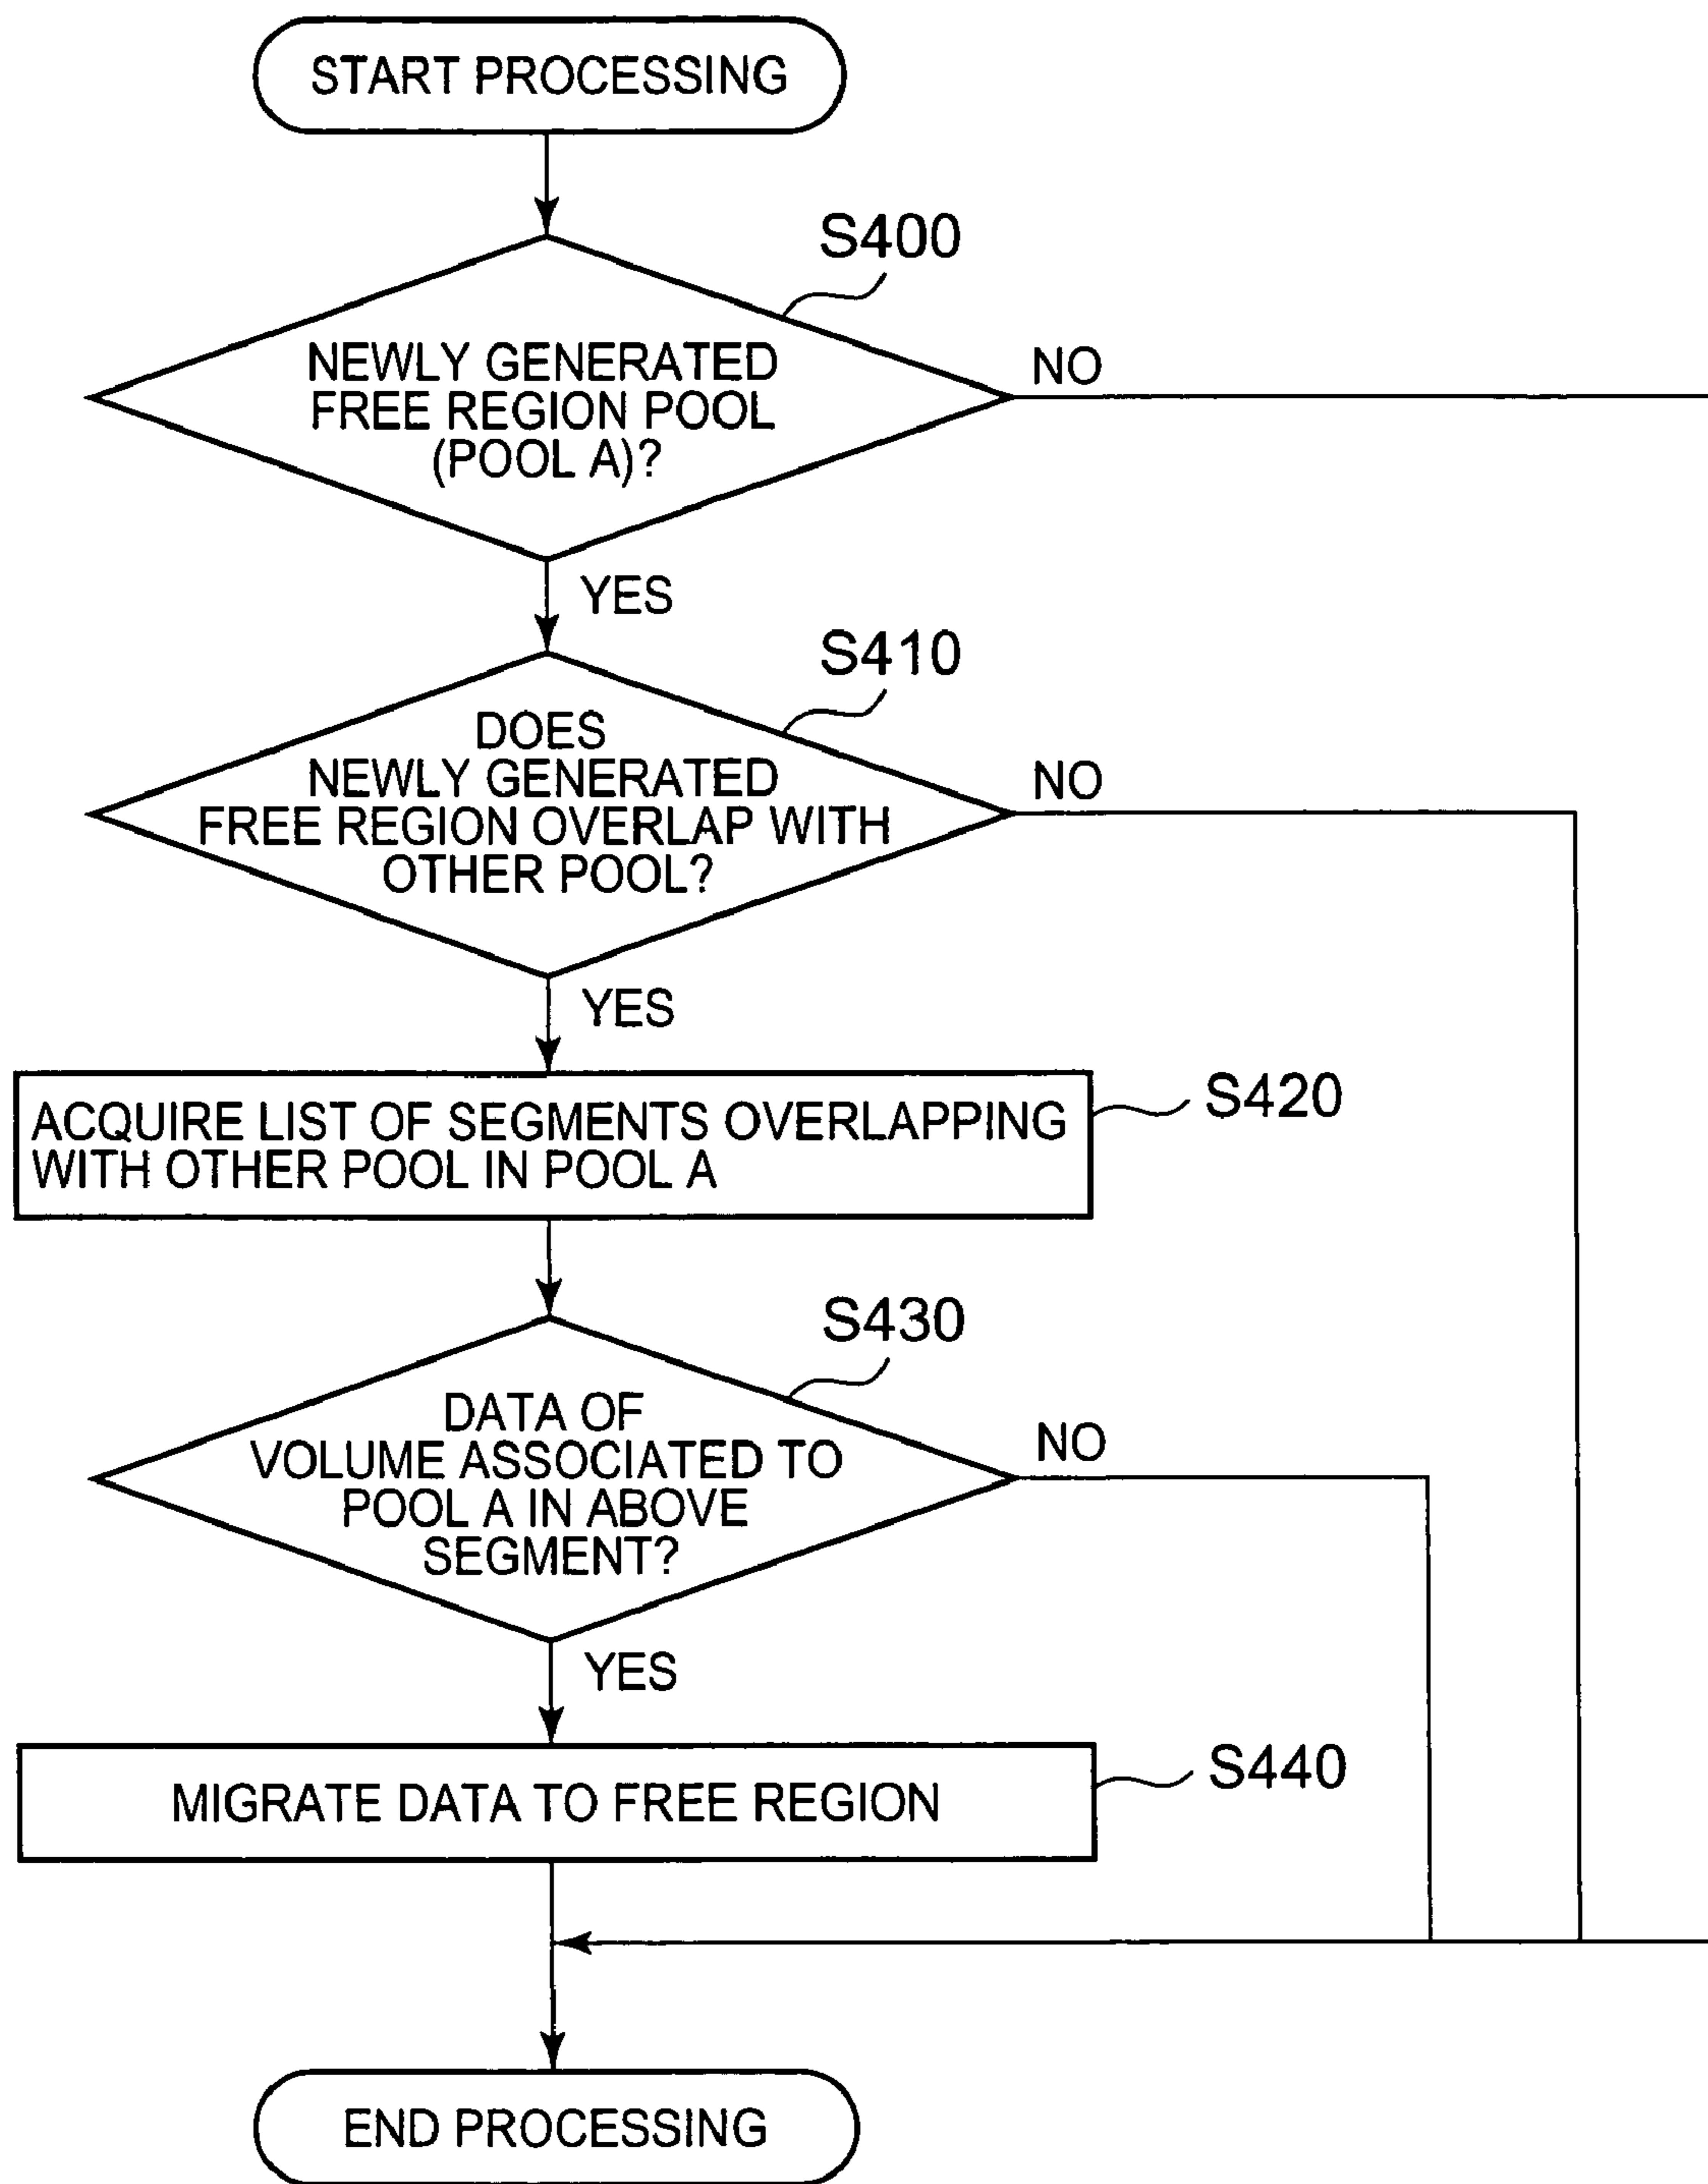 START PROCESSING
S400
NEWLY GENERATED
FREE REGION POOL
(POOL A)?
NO
YES
S410
DOES
NEWLY GENERATED
FREE REGION OVERLAP WITH
OTHER POOL?
NO
YES
S420
ACQUIRE LIST OF SEGMENTS OVERLAPPING
WITH OTHER POOL IN POOL A
S430
DATA OF
VOLUME ASSOCIATED TO
POOL A IN ABOVE
SEGMENT?
NO
YES
S440
MIGRATE DATA TO FREE REGION
END PROCESSING